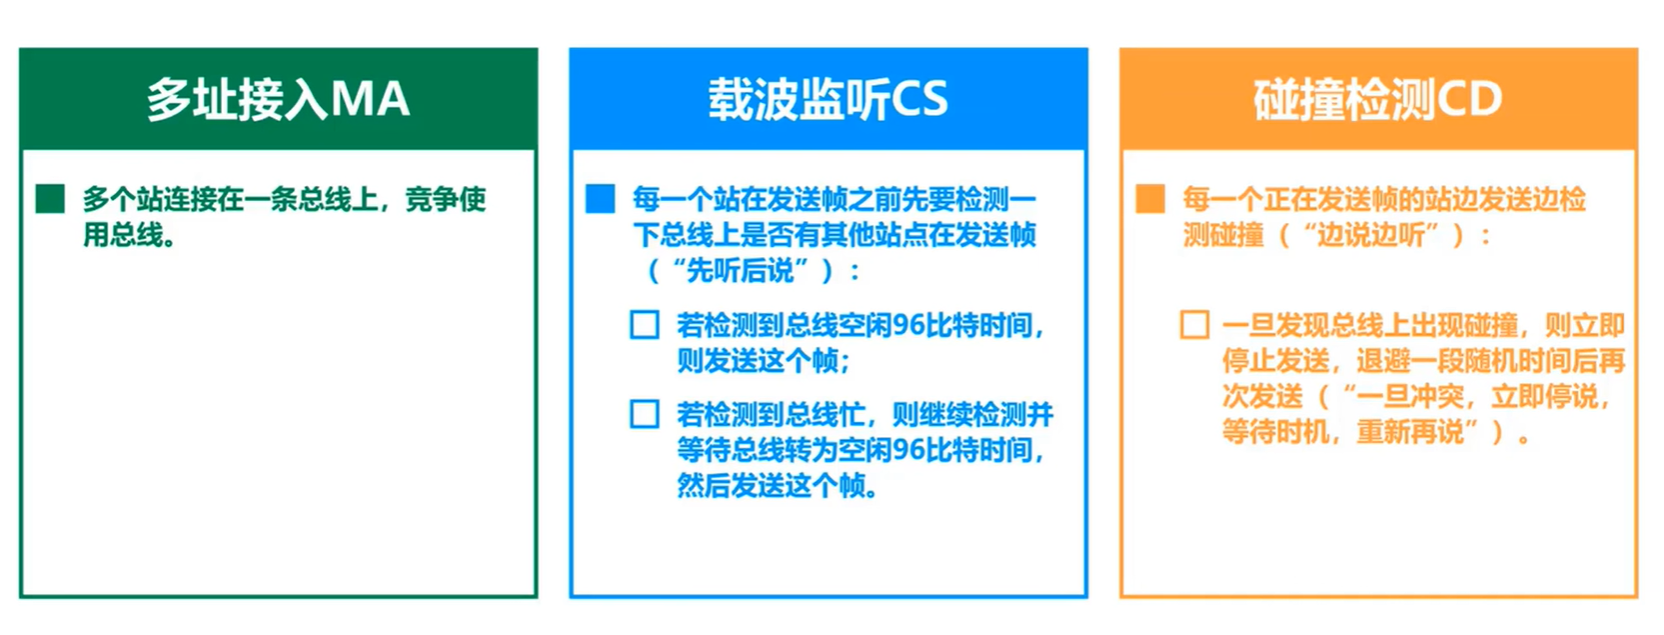 多址接入MA
多个站连接在一条总线上，竞争使
用总线。
载波监听CS
每一个站在发送帧之前先要检测一
下总线上是否有其他站点在发送帧
（“先听后说”）：
若检测到总线空闲96比特时间，
则发送这个帧；
若检测到总线忙，则继续检测并
等待总线转为空闲96比特时间，
然后发送这个帧。
碰撞检测CD
每一个正在发送帧的站边发送边检
测碰撞（“边说边听”）：
一旦发现总线上出现碰撞，则立即
停止发送，退避一段随机时间后再
次发送（“一旦冲突，立即停说，
等待时机，重新再说”）。